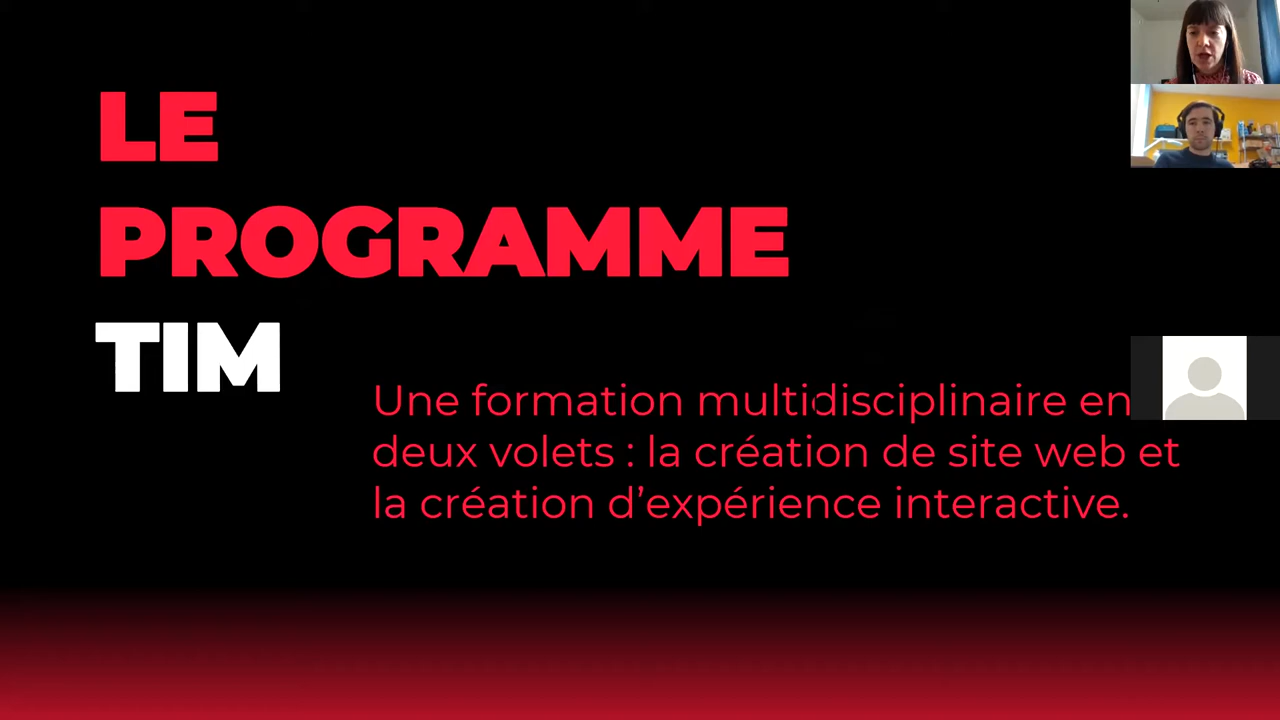 LE
PROGRAMME
TIM
Une formation multidisciplinaire en
deux volets : la création de site web et
la création d’expérience interactive.